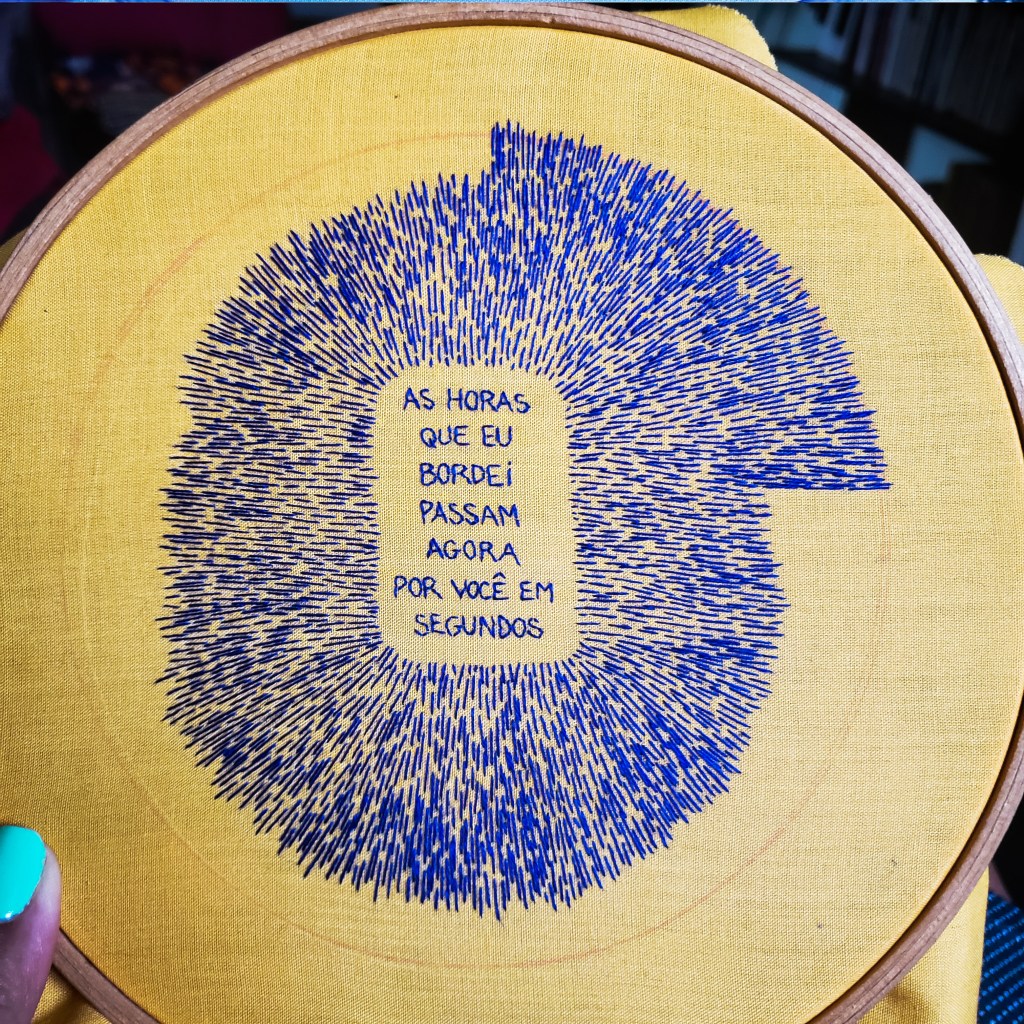 AS HORAS
QUE EU
BORDEI
PASSAM
AGORA
POR VOCÊ EM
SEGUNDOS